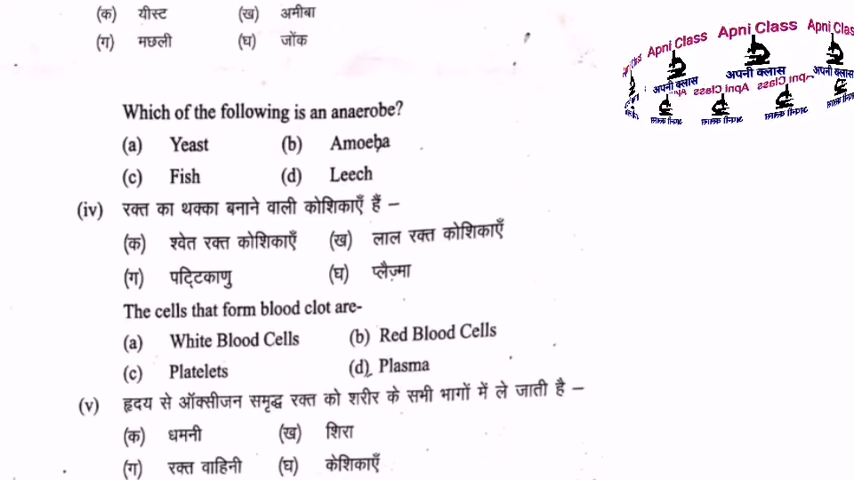 (क) यीस्ट (ख) अमीबा
(ग) मछली (घ) जोंक
Which of the following is an anaerobe?
(a) Yeast (b) Amoeba
(c) Fish (d) Leech
(iv) रक्त का थक्का बनाने वाली कोशिकाएँ हैं –
(क) श्वेत रक्त कोशिकाएँ (ख) लाल रक्त कोशिकाएँ
(ग) पट्टिकाणु (घ) प्लैज़्मा
The cells that form blood clot are-
(a) White Blood Cells (b) Red Blood Cells
(c) Platelets (d) Plasma
(v) हृदय से ऑक्सीजन समृद्ध रक्त को शरीर के सभी भागों में ले जाती है –
(क) धमनी (ख) शिरा
(ग) रक्त वाहिनी (घ) केशिकाएँ
Apni Class Apni Class Apni Clas
अपनी क्लास अपनी क्लास अपनी क्लास